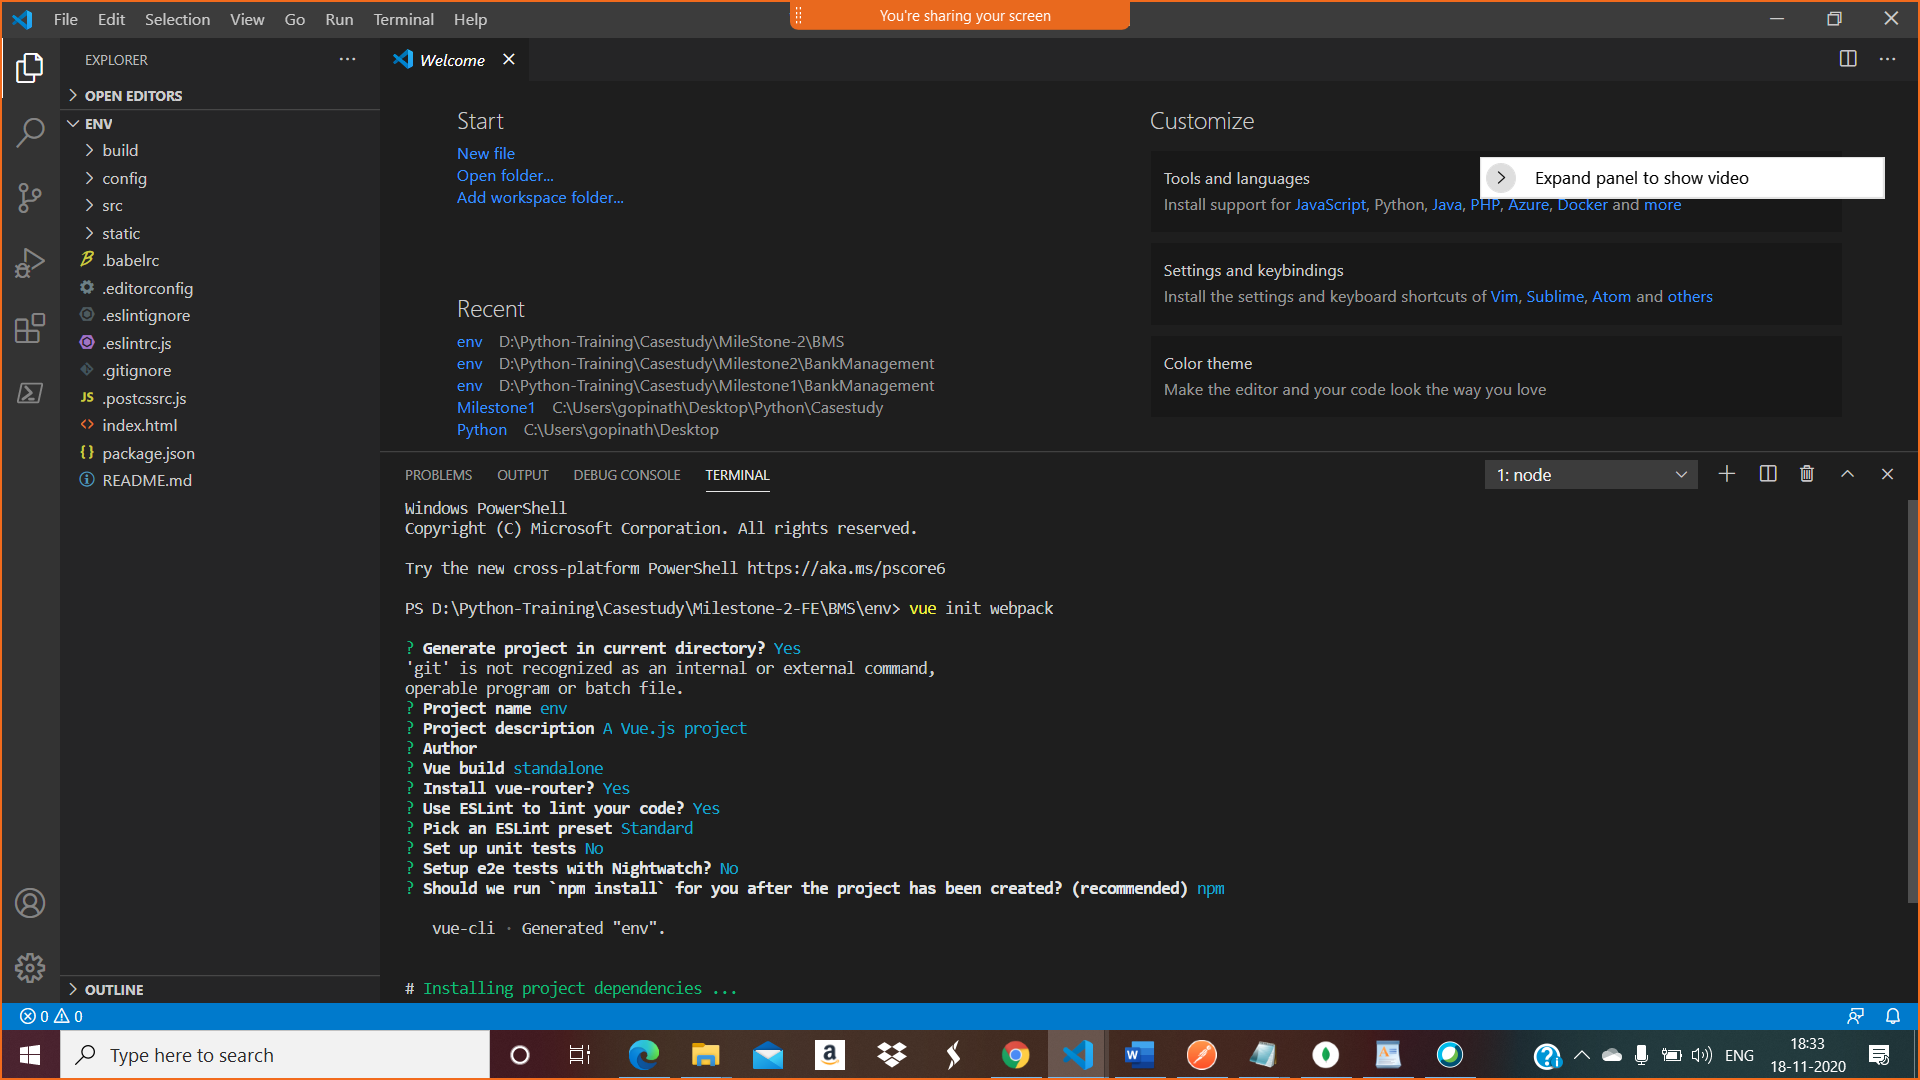 File Edit Selection View Go Run Terminal Help
You're sharing your screen
EXPLORER
OPEN EDITORS
ENV
build
config
src
static
.babelrc
.editorconfig
.eslintignore
.eslintrc.js
.gitignore
JS .postcssrc.js
<> index.html
{} package.json
README.md
OUTLINE
Welcome
Start
New file
Open folder...
Add workspace folder...
Recent
env D:\Python-Training\Casestudy\MileStone-2\BMS
env D:\Python-Training\Casestudy\Milestone2\BankManagement
env D:\Python-Training\Casestudy\Milestone1\BankManagement
Milestone1 C:\Users\gopinath\Desktop\Python\Casestudy
Python C:\Users\gopinath\Desktop
Customize
Tools and languages
Install support for JavaScript, Python, Java, PHP, Azure, Docker and more
Expand panel to show video
Settings and keybindings
Install the settings and keyboard shortcuts of Vim, Sublime, Atom and others
Color theme
Make the editor and your code look the way you love
PROBLEMS OUTPUT DEBUG CONSOLE TERMINAL
1: node
Windows PowerShell
Copyright (C) Microsoft Corporation. All rights reserved.
Try the new cross-platform PowerShell https://aka.ms/pscore6
PS D:\Python-Training\Casestudy\Milestone-2-FE\BMS\env> vue init webpack
? Generate project in current directory? Yes
'git' is not recognized as an internal or external command,
operable program or batch file.
? Project name env
? Project description A Vue.js project
? Author
? Vue build standalone
? Install vue-router? Yes
? Use ESLint to lint your code? Yes
? Pick an ESLint preset Standard
? Set up unit tests No
? Setup e2e tests with Nightwatch? No
? Should we run `npm install` for you after the project has been created? (recommended) npm
vue-cli · Generated "env".
# Installing project dependencies ...
0 0
Type here to search
ENG
18:33
18-11-2020